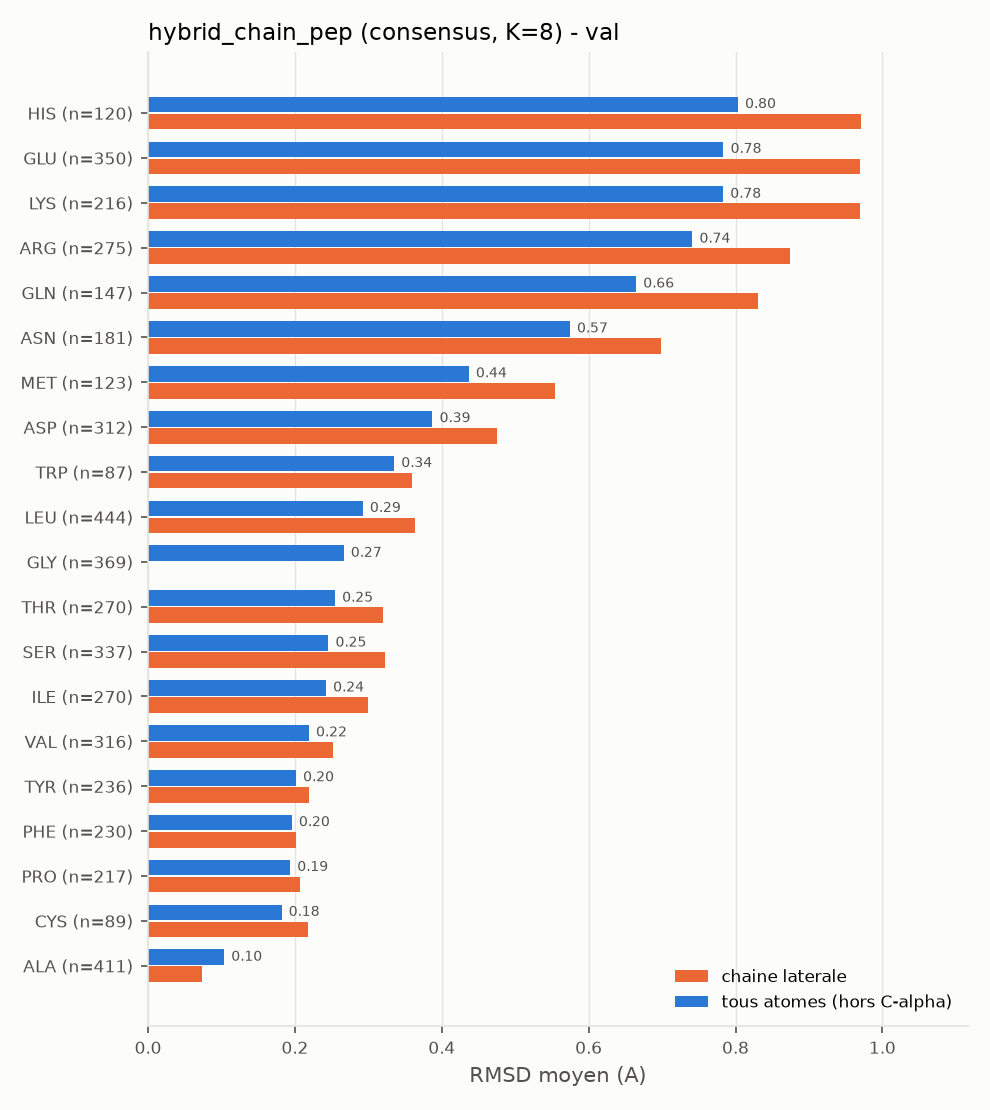 hybrid_chain_pep (consensus, K=8) - val
HIS (n=120) 0.80
GLU (n=350) 0.78
LYS (n=216) 0.78
ARG (n=275) 0.74
GLN (n=147) 0.66
ASN (n=181) 0.57
MET (n=123) 0.44
ASP (n=312) 0.39
TRP (n=87) 0.34
LEU (n=444) 0.29
GLY (n=369) 0.27
THR (n=270) 0.25
SER (n=337) 0.25
ILE (n=270) 0.24
VAL (n=316) 0.22
TYR (n=236) 0.20
PHE (n=230) 0.20
PRO (n=217) 0.19
CYS (n=89) 0.18
ALA (n=411) 0.10
chaine laterale
tous atomes (hors C-alpha)
0.0 0.2 0.4 0.6 0.8 1.0
RMSD moyen (A)